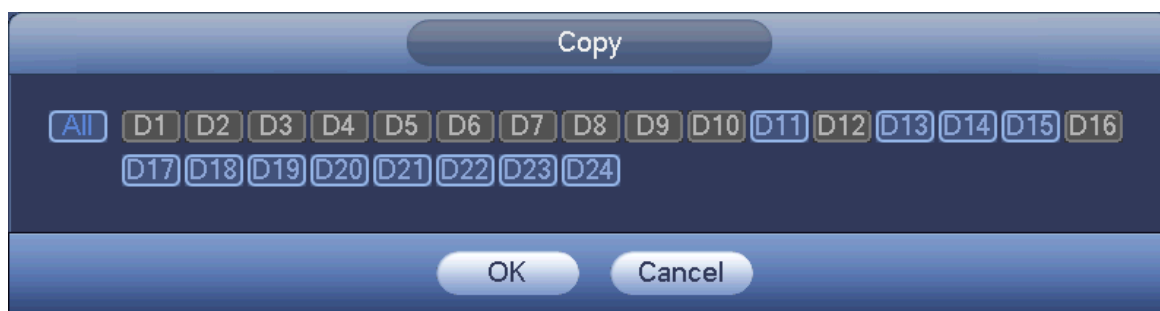 Copy
All D1 D2 D3 D4 D5 D6 D7 D8 D9 D10 D11 D12 D13 D14 D15 D16
D17 D18 D19 D20 D21 D22 D23 D24
OK Cancel